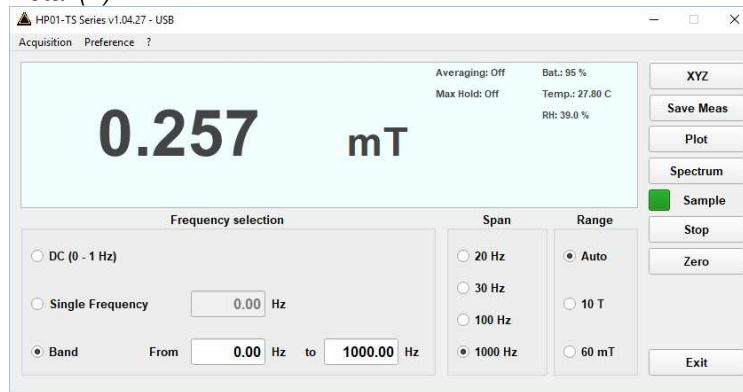 HP01-TS Series v1.04.27 - USB
Acquisition Preference ?
Averaging: Off Bat.: 95 %
Max Hold: Off Temp.: 27.80 C
RH: 39.0 %
0.257 mT
XYZ
Save Meas
Plot
Spectrum
Sample
Stop
Zero
Exit
Frequency selection
DC (0 - 1 Hz)
Single Frequency 0.00 Hz
Band From 0.00 Hz to 1000.00 Hz
Span
20 Hz
30 Hz
100 Hz
1000 Hz
Range
Auto
10 T
60 mT